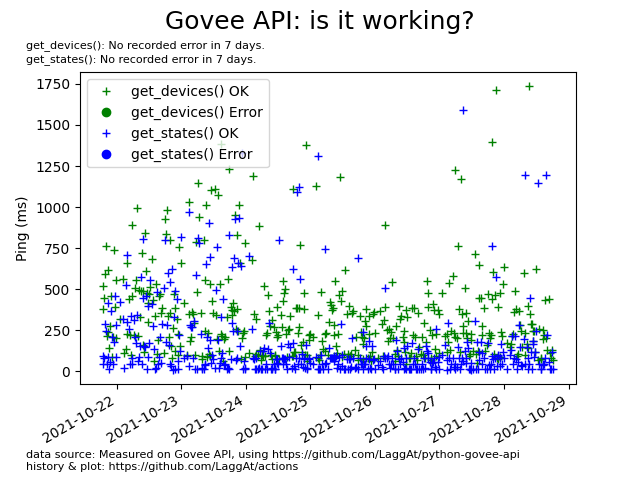 Govee API: is it working?
get_devices(): No recorded error in 7 days.
get_states(): No recorded error in 7 days.
get_devices() OK
get_devices() Error
get_states() OK
get_states() Error
Ping (ms)
1750
1500
1250
1000
750
500
250
0
2021-10-22
2021-10-23
2021-10-24
2021-10-25
2021-10-26
2021-10-27
2021-10-28
2021-10-29
data source: Measured on Govee API, using https://github.com/LaggAt/python-govee-api
history & plot: https://github.com/LaggAt/actions